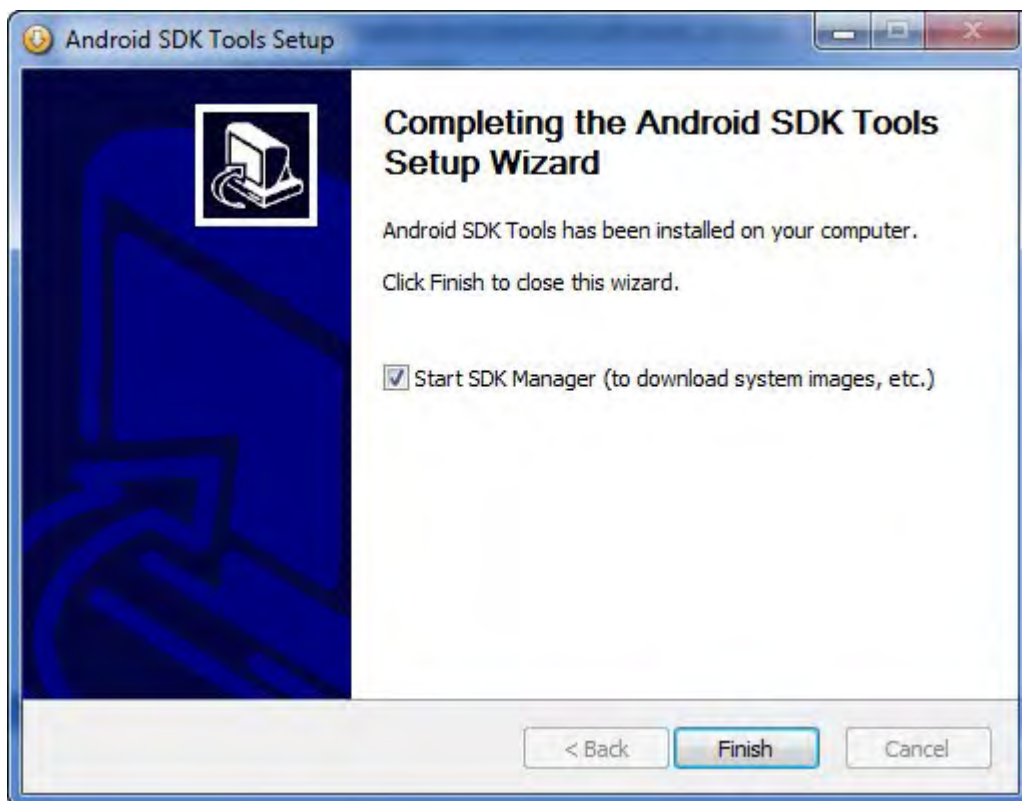 Android SDK Tools Setup
Completing the Android SDK Tools
Setup Wizard
Android SDK Tools has been installed on your computer.
Click Finish to close this wizard.
Start SDK Manager (to download system images, etc.)
< Back Finish Cancel